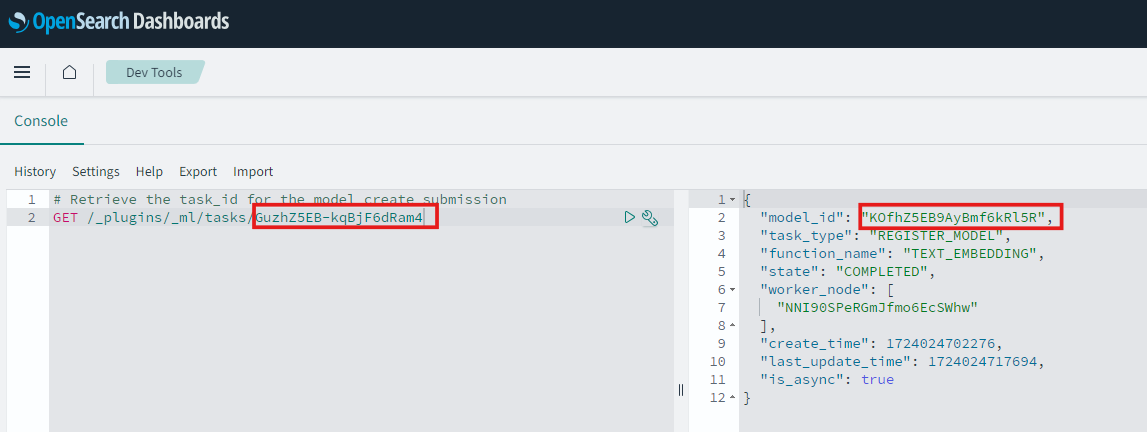 OpenSearch Dashboards
Dev Tools
Console
History Settings Help Export Import
1 # Retrieve the task_id for the model create submission
2 GET /_plugins/_ml/tasks/GuzhZ5EB-kqBjF6dRam4
1 {
2 "model_id": "KOfhZ5EB9AyBmf6kRl5R",
3 "task_type": "REGISTER_MODEL",
4 "function_name": "TEXT_EMBEDDING",
5 "state": "COMPLETED",
6 "worker_node": [
7 "NNI90SPeRGmJfmo6EcSWhw"
8 ],
9 "create_time": 1724024702276,
10 "last_update_time": 1724024717694,
11 "is_async": true
12 }